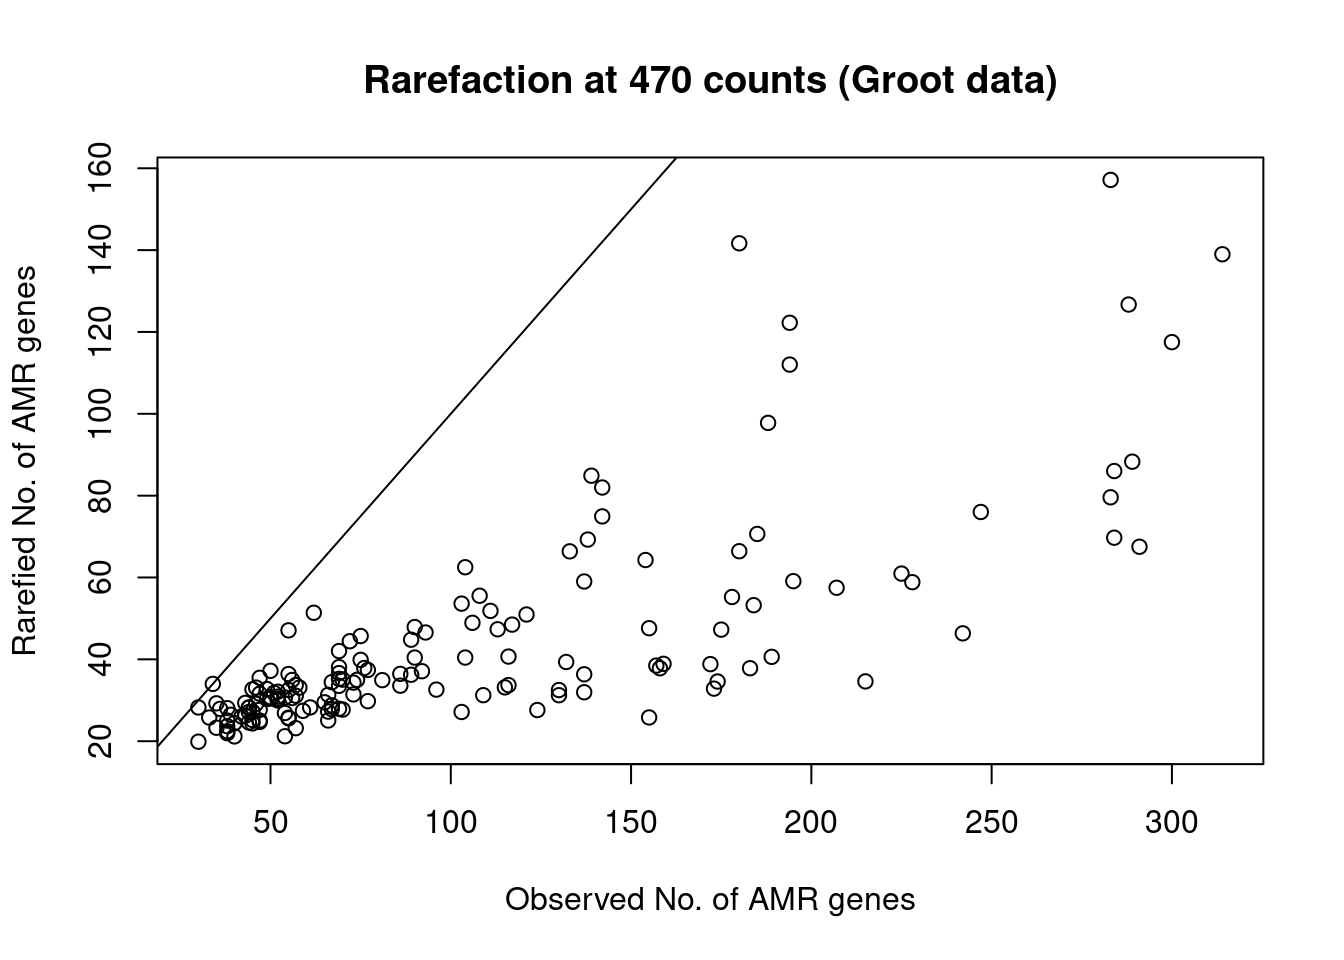 Rarefaction at 470 counts (Groot data)
Rarefied No. of AMR genes
160
140
120
100
80
60
40
20
50 100 150 200 250 300
Observed No. of AMR genes